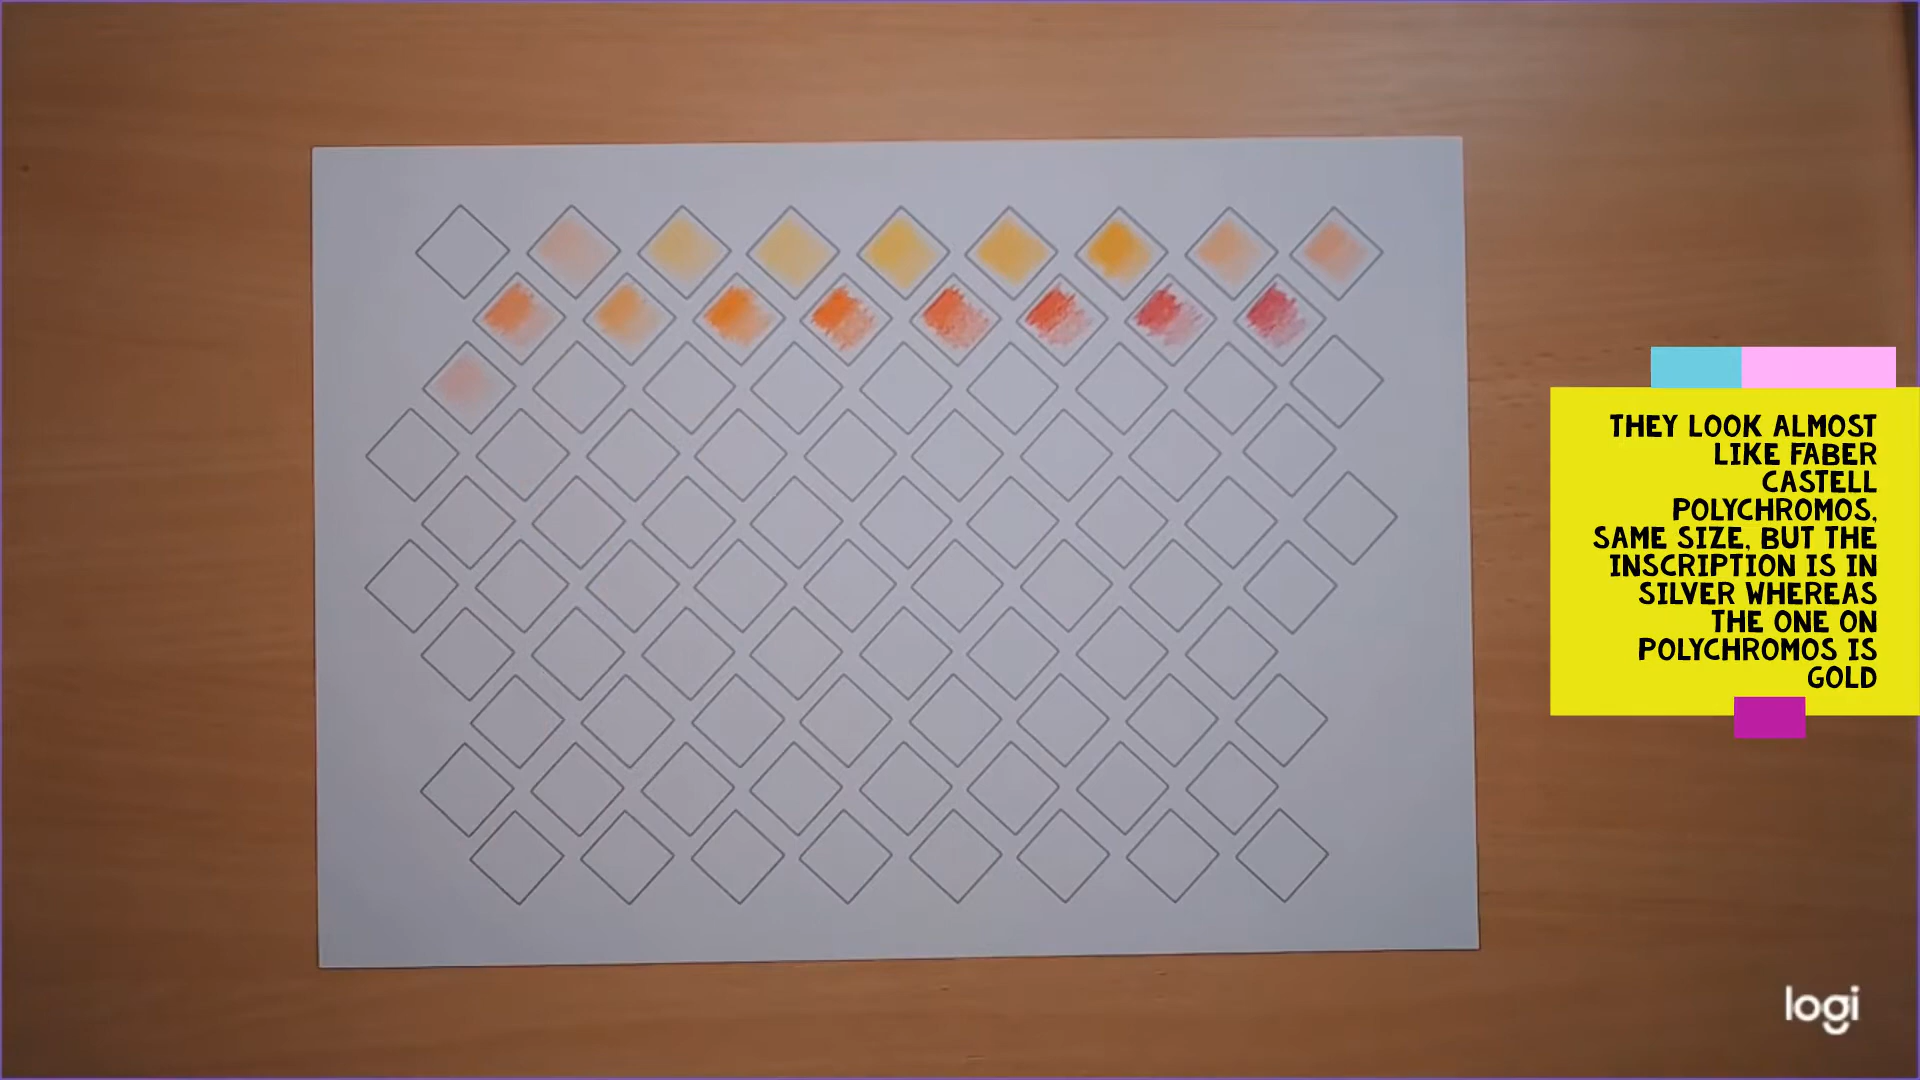 THEY LOOK ALMOST
LIKE FABER
CASTELL
POLYCHROMOS,
SAME SIZE, BUT THE
INSCRIPTION IS IN
SILVER WHEREAS
THE ONE ON
POLYCHROMOS IS
GOLD
logi